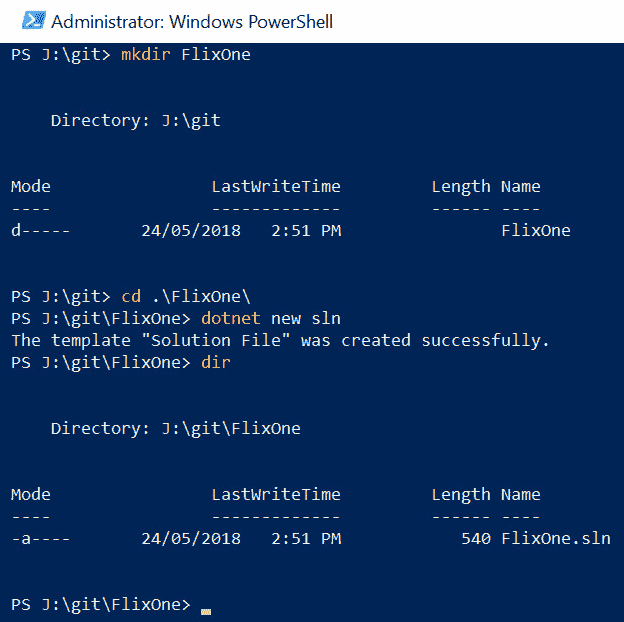 Administrator: Windows PowerShell
PS J:\git> mkdir FlixOne
Directory: J:\git
Mode                LastWriteTime         Length Name
----                -------------         ------ ----
d-----       24/05/2018   2:51 PM                FlixOne
PS J:\git> cd .\FlixOne\
PS J:\git\FlixOne> dotnet new sln
The template "Solution File" was created successfully.
PS J:\git\FlixOne> dir
Directory: J:\git\FlixOne
Mode                LastWriteTime         Length Name
----                -------------         ------ ----
-a----       24/05/2018   2:51 PM            540 FlixOne.sln
PS J:\git\FlixOne>